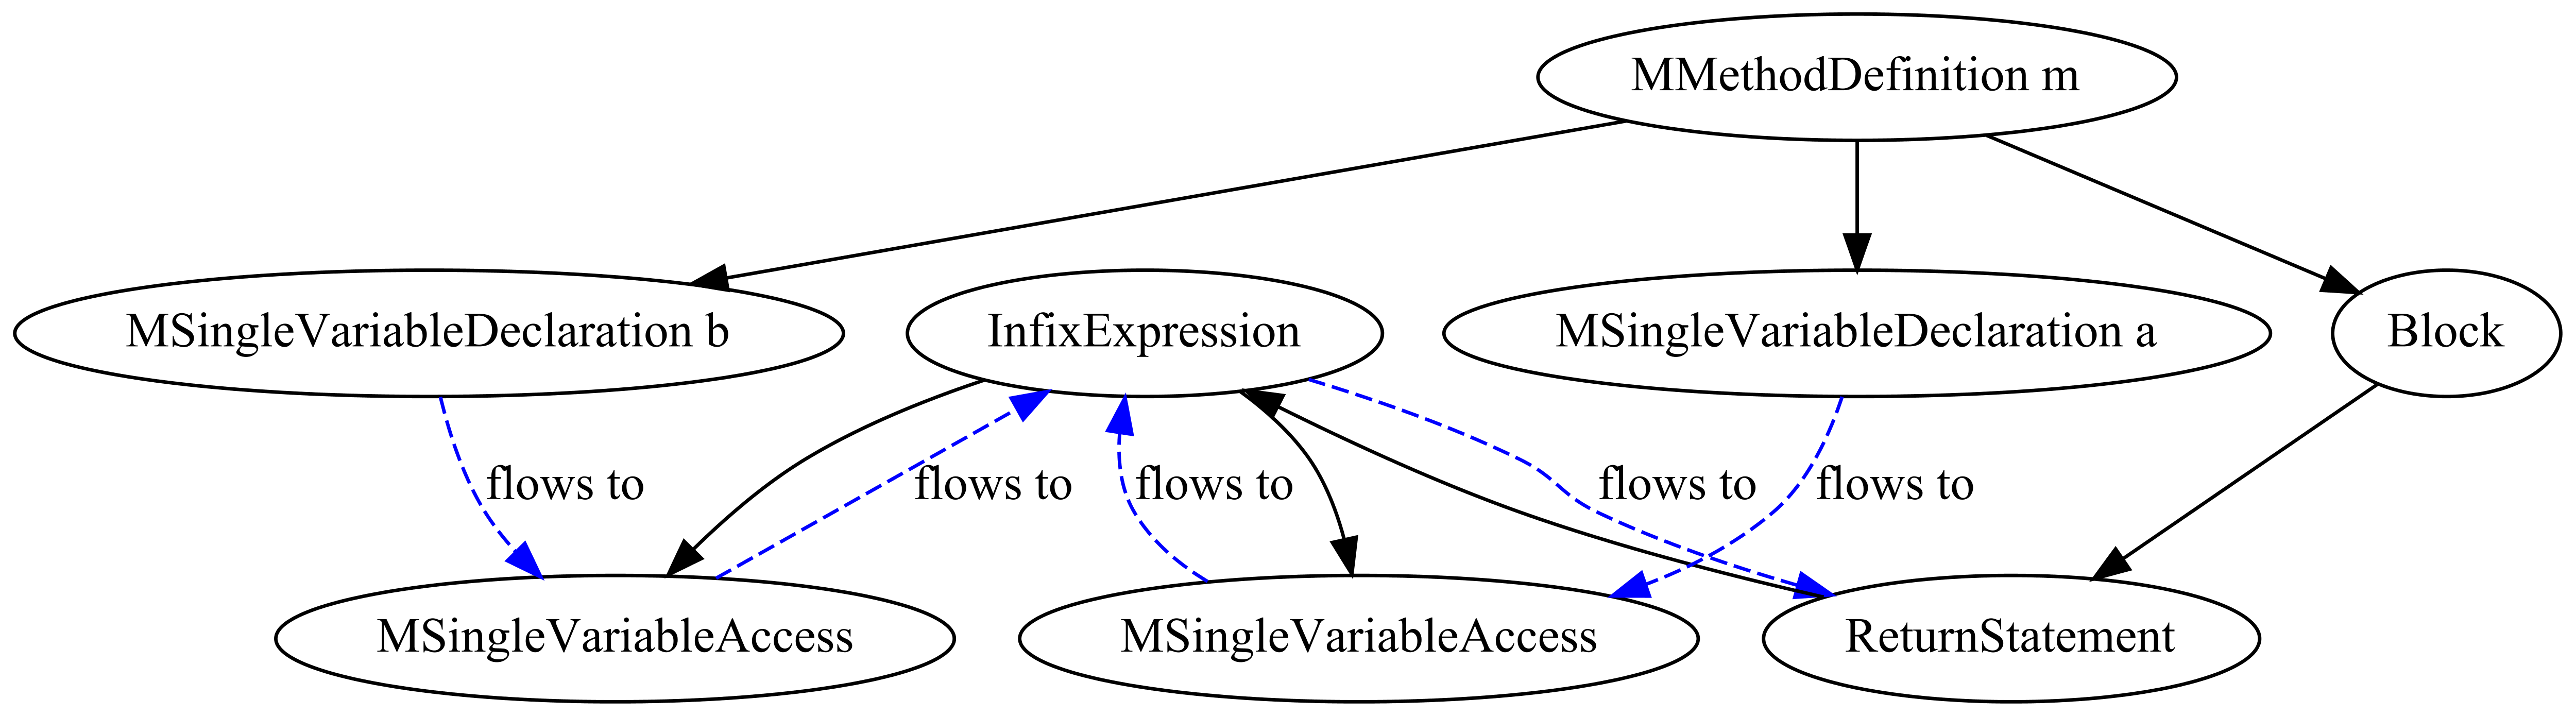 MMethodDefinition m
MSingleVariableDeclaration b
InfixExpression
MSingleVariableDeclaration a
Block
flows to
flows to
flows to
flows to
flows to
MSingleVariableAccess
MSingleVariableAccess
ReturnStatement